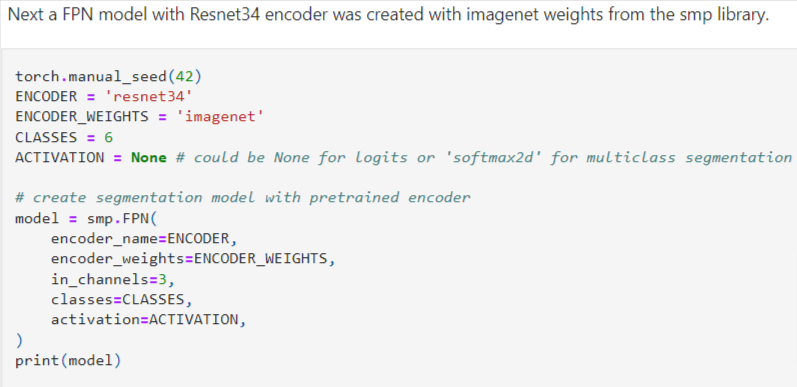 Next a FPN model with Resnet34 encoder was created with imagenet weights from the smp library.
torch.manual_seed(42)
ENCODER = 'resnet34'
ENCODER_WEIGHTS = 'imagenet'
CLASSES = 6
ACTIVATION = None # could be None for logits or 'softmax2d' for multiclass segmentation
# create segmentation model with pretrained encoder
model = smp.FPN(
    encoder_name=ENCODER,
    encoder_weights=ENCODER_WEIGHTS,
    in_channels=3,
    classes=CLASSES,
    activation=ACTIVATION,
)
print(model)